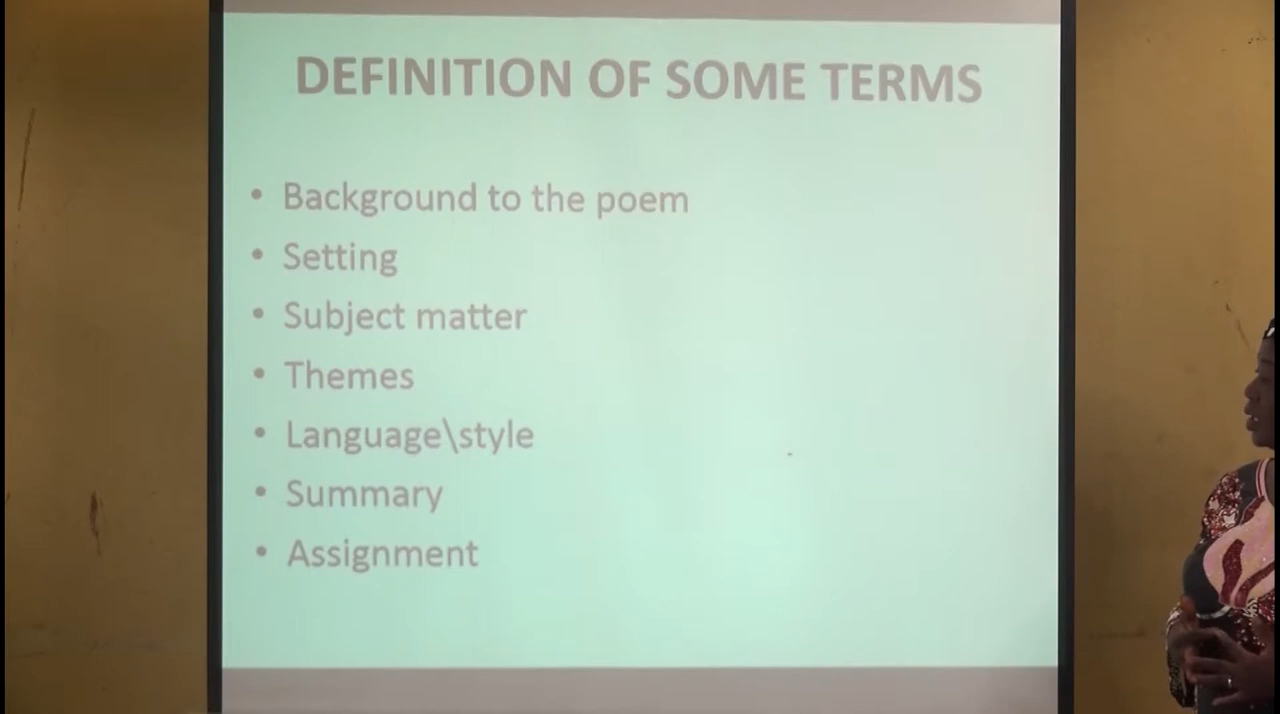 DEFINITION OF SOME TERMS
• Background to the poem
• Setting
• Subject matter
• Themes
• Language\style
• Summary
• Assignment